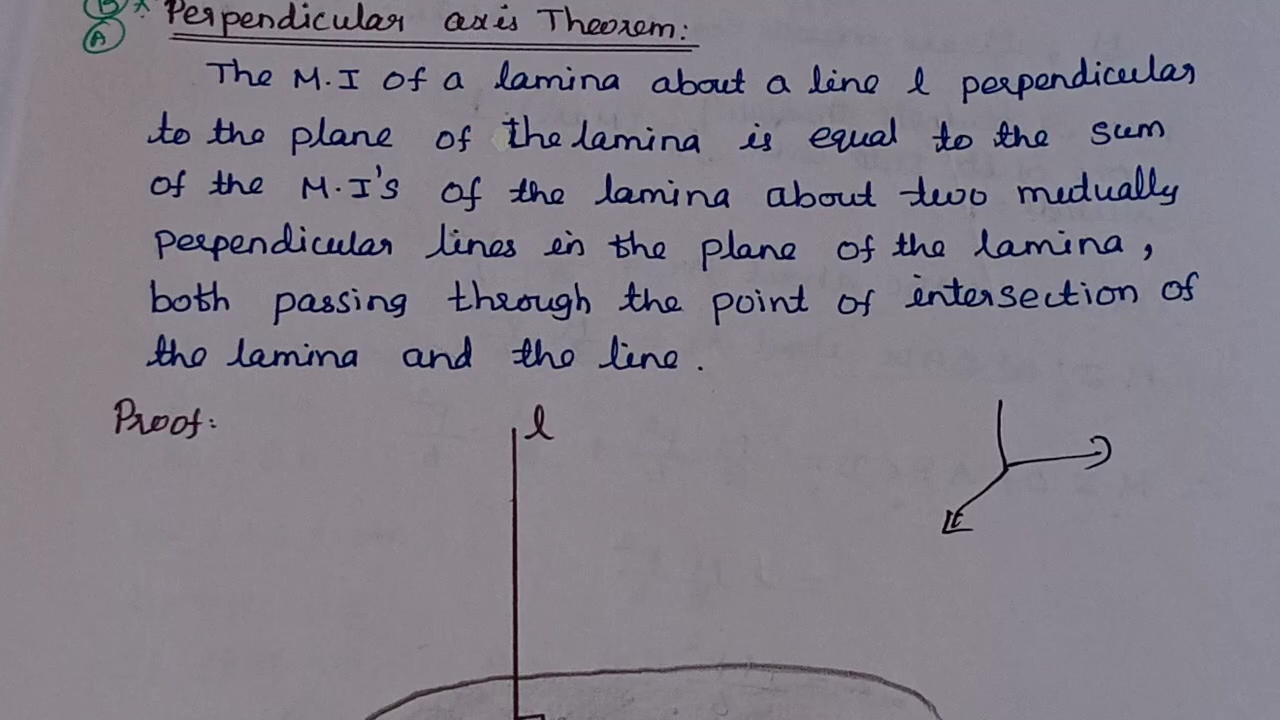 B *
A
Perpendicular axis Theorem:
The M.I of a lamina about a line l perpendicular
to the plane of the lamina is equal to the sum
of the M.I's of the lamina about two medually
perpendicular lines in the plane of the lamina,
both passing through the point of intersection of
the lamina and the line.
Proof:
l